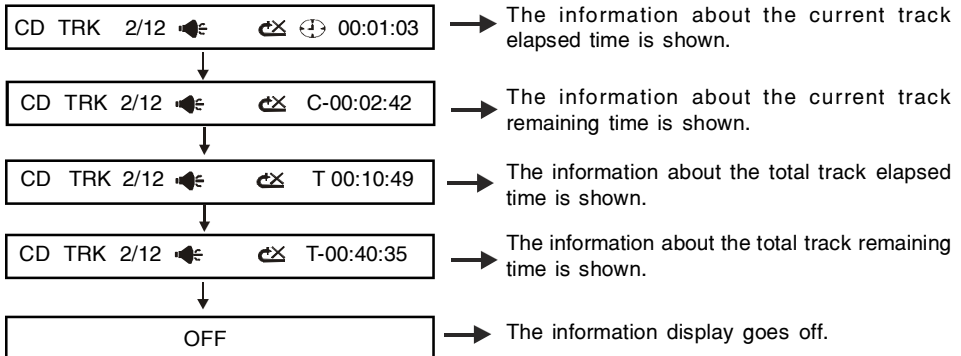 CD TRK 2/12 00:01:03
The information about the current track
elapsed time is shown.
CD TRK 2/12 C-00:02:42
The information about the current track
remaining time is shown.
CD TRK 2/12 T 00:10:49
The information about the total track elapsed
time is shown.
CD TRK 2/12 T-00:40:35
The information about the total track remaining
time is shown.
OFF
The information display goes off.